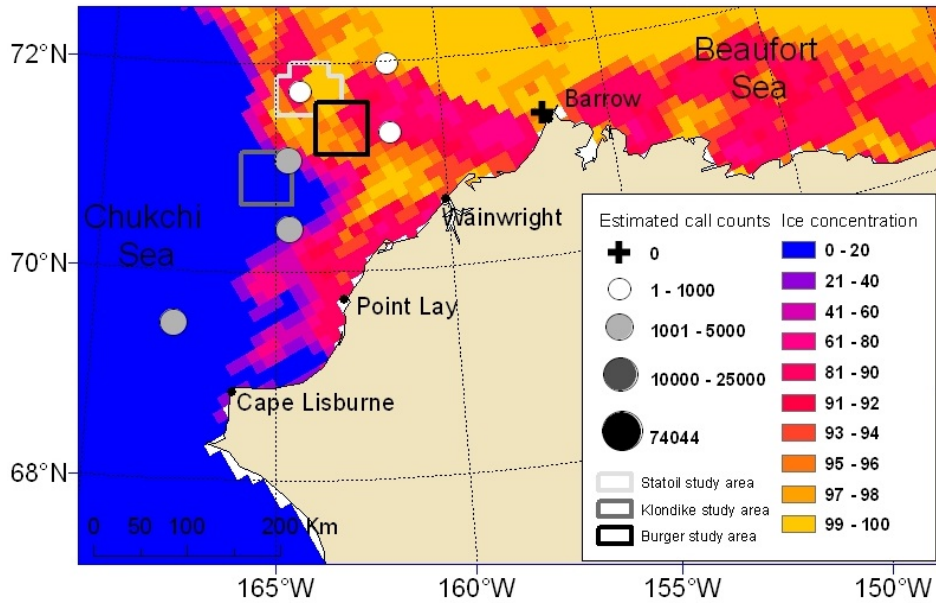 72°N
70°N
68°N
Beaufort
Sea
Barrow
Wainwright
Chukchi
Sea
Point Lay
Cape Lisburne
0 50 100 200 Km
165°W 160°W 155°W 150°W
Estimated call counts
0
1 - 1000
1001 - 5000
10000 - 25000
74044
Statoil study area
Klondike study area
Burger study area
Ice concentration
0 - 20
21 - 40
41 - 60
61 - 80
81 - 90
91 - 92
93 - 94
95 - 96
97 - 98
99 - 100